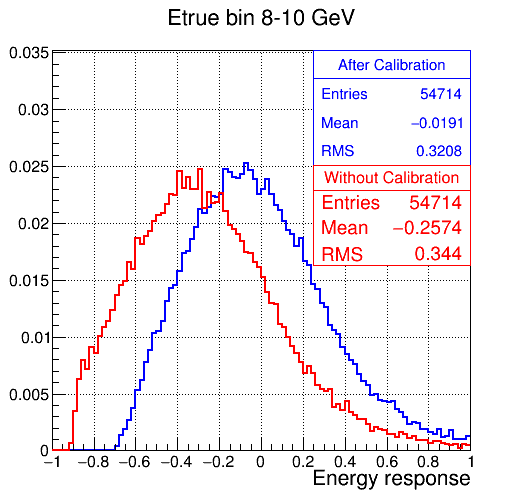 Etrue bin 8-10 GeV
0.035
0.03
0.025
0.02
0.015
0.01
0.005
0
After Calibration
Entries 54714
Mean −0.0191
RMS 0.3208
Without Calibration
Entries 54714
Mean −0.2574
RMS 0.344
−1 −0.8 −0.6 −0.4 −0.2 0 0.2 0.4 0.6 0.8 1
Energy response